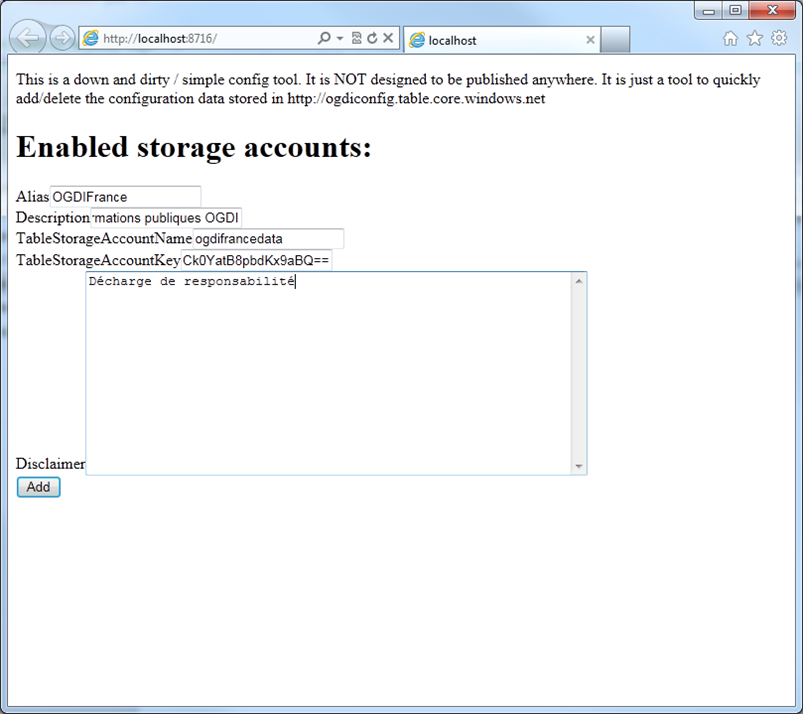 http://localhost:8716/
localhost
This is a down and dirty / simple config tool. It is NOT designed to be published anywhere. It is just a tool to quickly
add/delete the configuration data stored in http://ogdiconfig.table.core.windows.net
Enabled storage accounts:
Alias OGDIFrance
Description rmations publiques OGDI
TableStorageAccountName ogdifrancedata
TableStorageAccountKey Ck0YatB8pbdKx9aBQ==
Décharge de responsabilité
Disclaimer
Add